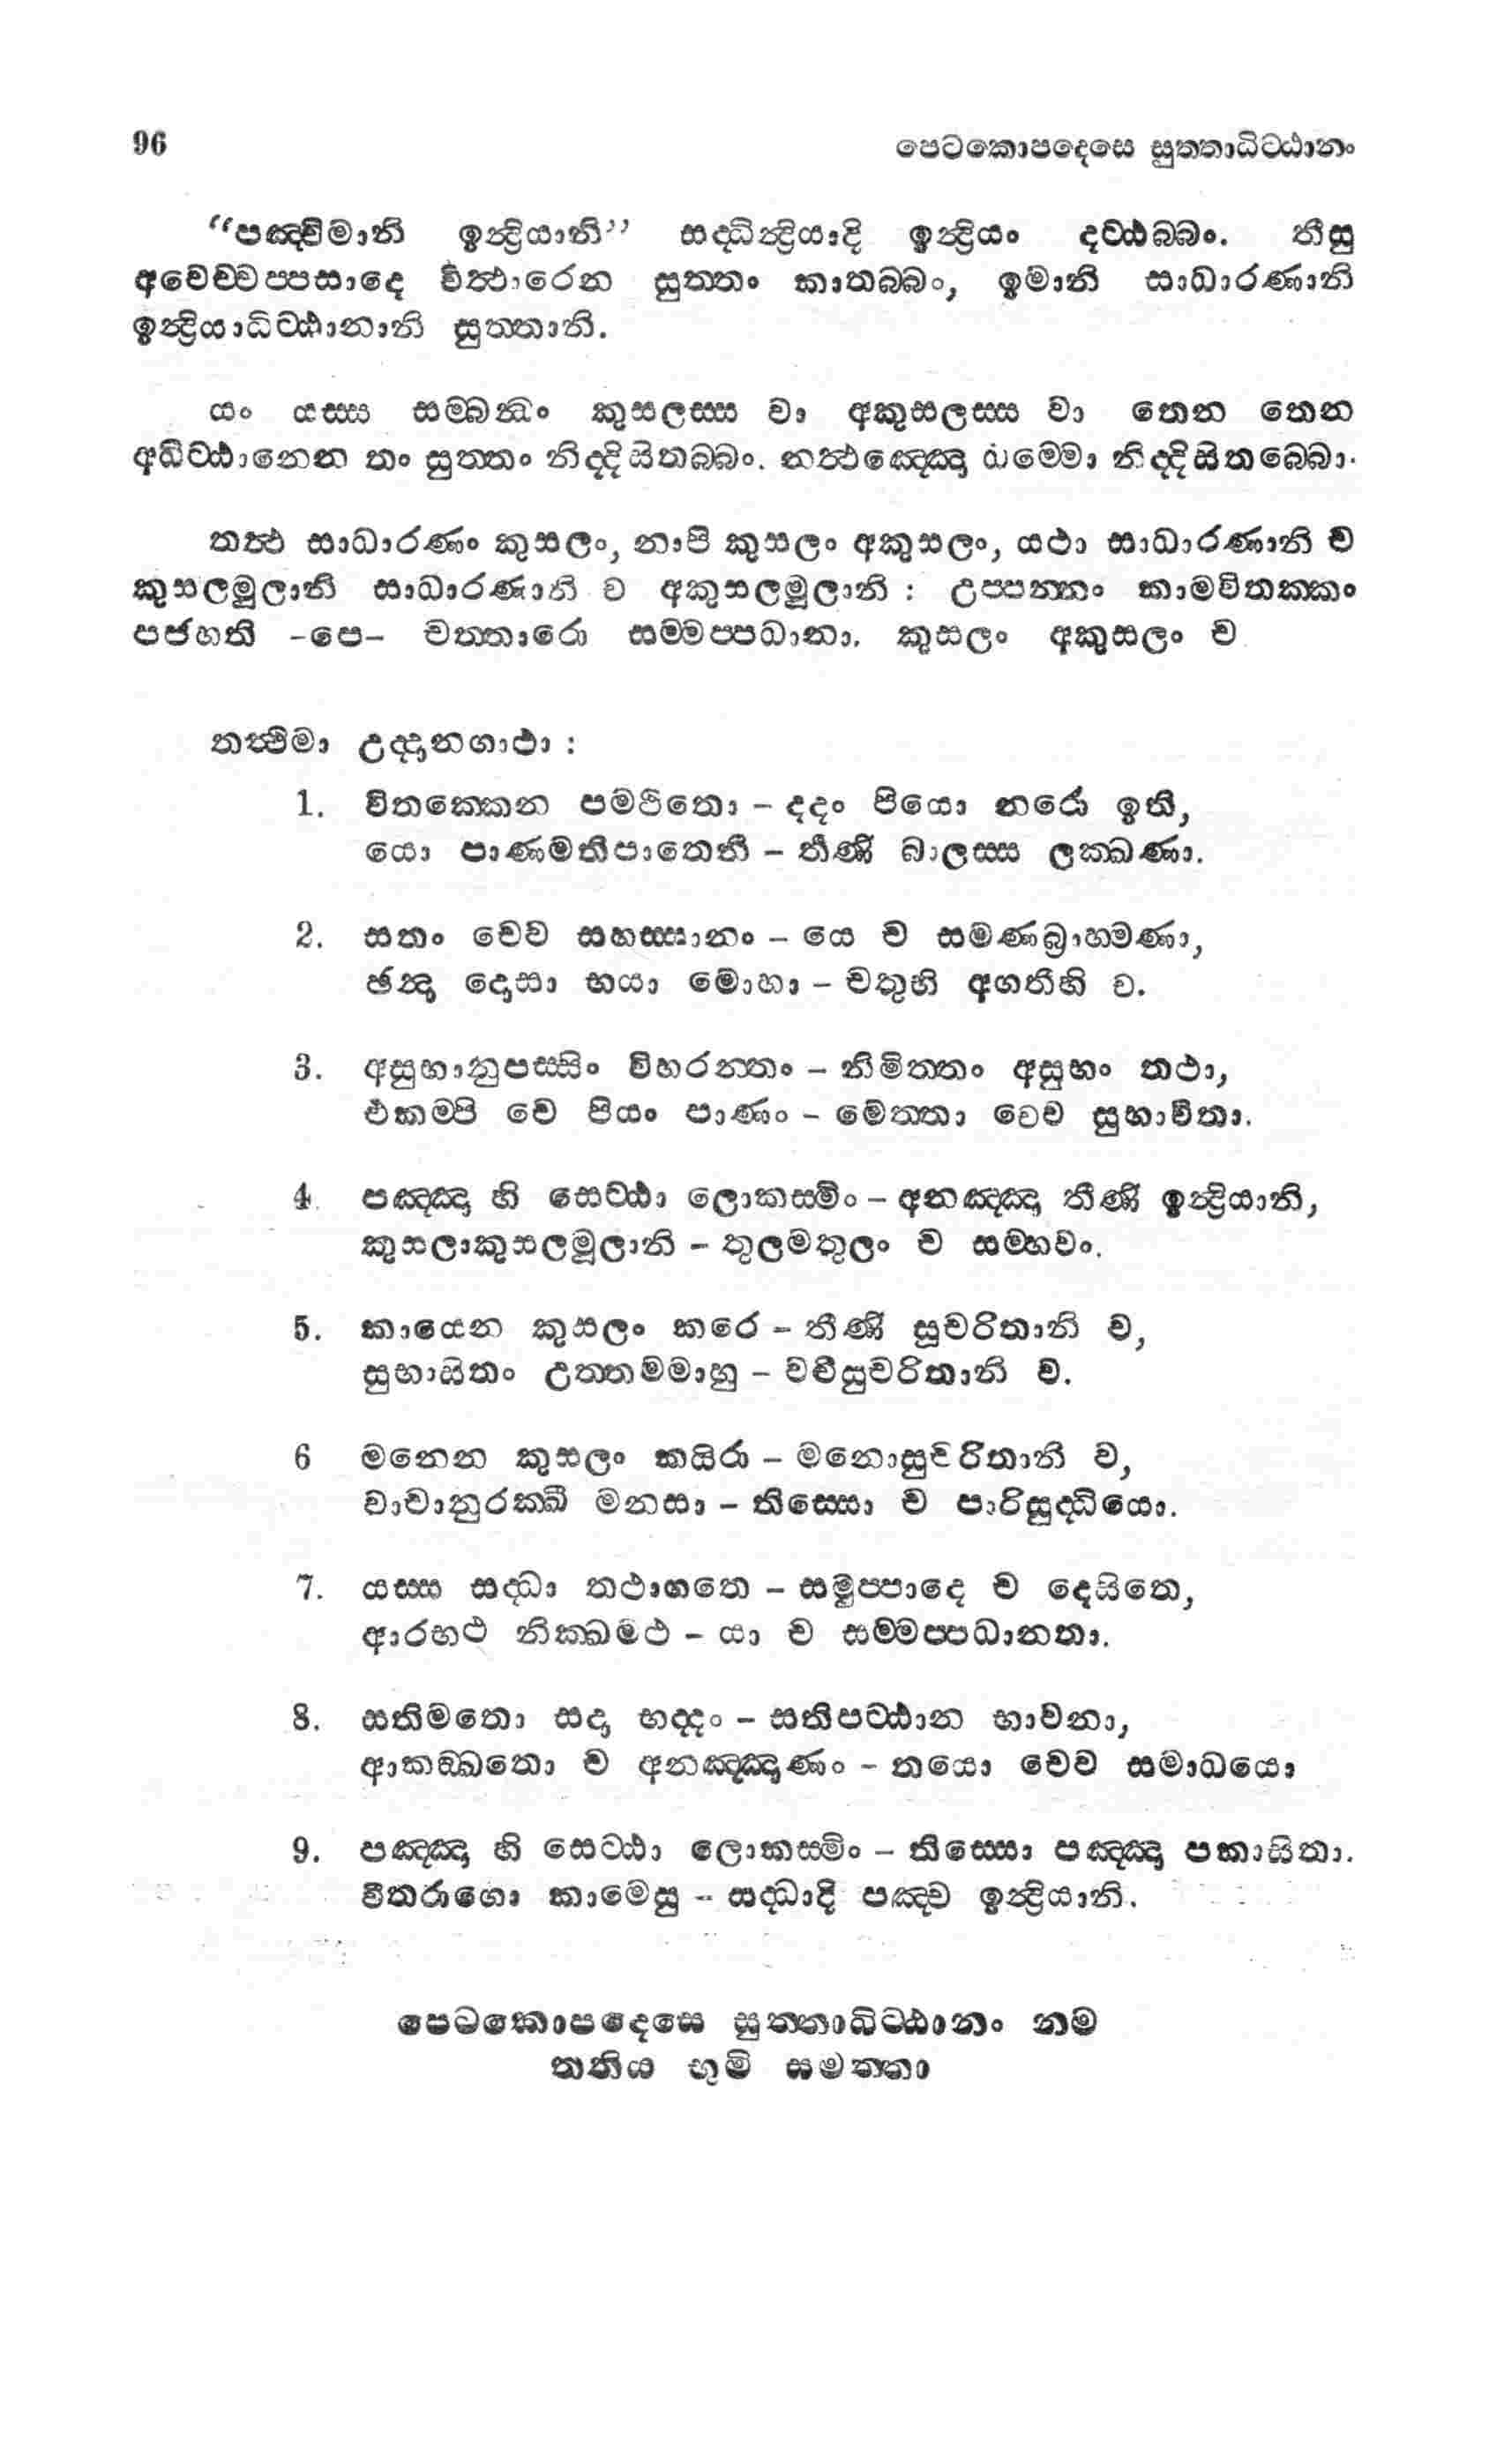 96
පෙටකොපදෙසෙ සුත්තාධිට්ඨානං
“පඤ්චිමානි ඉන්ද්‍රියානි” සද්ධින්ද්‍රියාදි ඉන්ද්‍රියං දට්ඨබ්බං. තීසු
අවෙච්චප්පසාදෙ විත්ථාරෙන සුත්තං කාතබ්බං, ඉමානි සාධාරණානි
ඉන්ද්‍රියාධිට්ඨානානි සුත්තානි.
යං යස්ස සම්බන්ධිං කුසලස්ස වා අකුසලස්ස වා තෙන තෙන
අධිට්ඨානෙන තං සුත්තං නිද්දිසිතබ්බං. නත්ථඤ්ඤො ධම්මො නිද්දිසිතබ්බො.
තත්ථ සාධාරණං කුසලං, නාපි කුසලං අකුසලං, යථා සාධාරණානි ච
කුසලමූලානි සාධාරණානි ච අකුසලමූලානි : උප්පන්නං කාමවිතක්කං
පජහති -පෙ- චත්තාරො සම්මප්පධානා. කුසලං අකුසලං ච
තත්ථිමා උද්දානගාථා :
1. විතක්කෙන පමථිතො – දදං පියො නරො ඉති,
යො පාණමතිපාතෙති – තීණි බාලස්ස ලක්ඛණා.
2. සතං චෙව සහස්සානං – යෙ ච සමණබ්‍රාහ්මණා,
ඡන්දා දොසා භයා මොහා – චතුහි අගතීහි ච.
3. අසුභානුපස්සිං විහරන්තං – නිමිත්තං අසුභං තථා,
එකම්පි චෙ පියං පාණං – මෙත්තා චෙව සුභාවිතා.
4. පඤ්ඤා හි සෙට්ඨා ලොකස්මිං – අනඤ්ඤා තීණි ඉන්ද්‍රියානි,
කුසලාකුසලමූලානි – තුලමතුලං ච සම්භවං.
5. කායෙන කුසලං කරෙ – තීණි සූචරිතානි ච,
සුභාසිතං උත්තමමාහු – වචීසුචරිතානි ච.
6 මනෙන කුසලං කයිරා – මනොසුචරිතානි ච,
වාචානුරක්ඛී මනසා – තිස්සො ච පාරිසුද්ධියො.
7. යස්ස සද්ධා තථාගතෙ – සමුප්පාදෙ ච දෙසිතෙ,
ආරභථ නික්ඛමථ – යා ච සම්මප්පධානතා.
8. සතිමතො සදා භද්දං – සතිපට්ඨාන භාවනා,
ආකඞ්ඛතො ච අනඤ්ඤාණං – තයො චෙව සමාධයො
9. පඤ්ඤා හි සෙට්ඨා ලොකස්මිං – තිස්සො පඤ්ඤා පකාසිතා.
වීතරාගො කාමෙසු – සද්ධාදි පඤ්ච ඉන්ද්‍රියානි.
පෙටකොපදෙසෙ සුත්තාධිට්ඨානං නම
තතිය භුමි සමත්තා